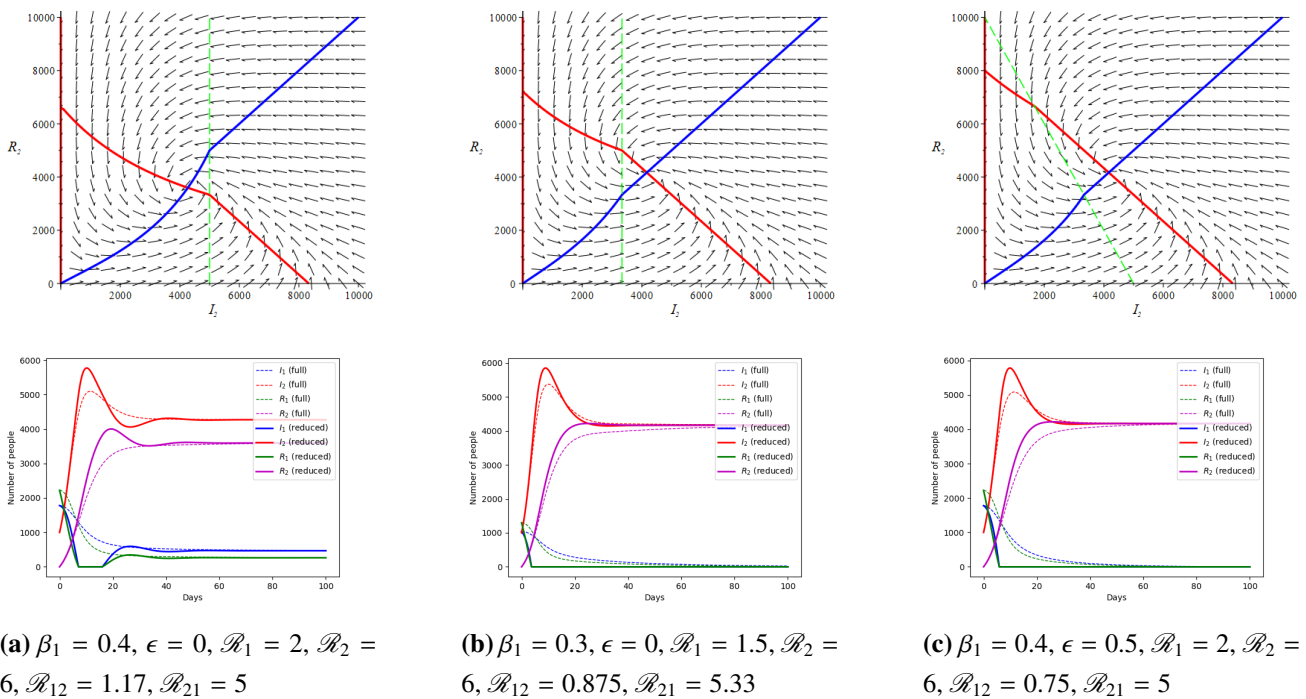 10000
8000
6000
R₂
4000
2000
0
2000 4000 6000 8000 10000
I₂
10000
8000
6000
R₂
4000
2000
0
2000 4000 6000 8000 10000
I₂
10000
8000
6000
R₂
4000
2000
0
2000 4000 6000 8000 10000
I₂
6000
5000
4000
3000
2000
1000
0
Number of people
0 20 40 60 80 100
Days
I₁ (full)
I₂ (full)
R₁ (full)
R₂ (full)
I₁ (reduced)
I₂ (reduced)
R₁ (reduced)
R₂ (reduced)
6000
5000
4000
3000
2000
1000
0
Number of people
0 20 40 60 80 100
Days
I₁ (full)
I₂ (full)
R₁ (full)
R₂ (full)
I₁ (reduced)
I₂ (reduced)
R₁ (reduced)
R₂ (reduced)
6000
5000
4000
3000
2000
1000
0
Number of people
0 20 40 60 80 100
Days
I₁ (full)
I₂ (full)
R₁ (full)
R₂ (full)
I₁ (reduced)
I₂ (reduced)
R₁ (reduced)
R₂ (reduced)
(a) β₁ = 0.4, ϵ = 0, ℛ₁ = 2, ℛ₂ =
6, ℛ₁₂ = 1.17, ℛ₂₁ = 5
(b) β₁ = 0.3, ϵ = 0, ℛ₁ = 1.5, ℛ₂ =
6, ℛ₁₂ = 0.875, ℛ₂₁ = 5.33
(c) β₁ = 0.4, ϵ = 0.5, ℛ₁ = 2, ℛ₂ =
6, ℛ₁₂ = 0.75, ℛ₂₁ = 5